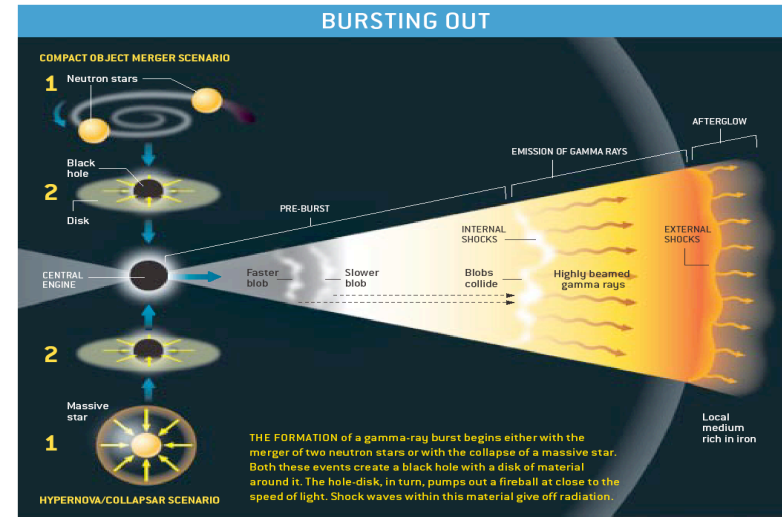 BURSTING OUT
COMPACT OBJECT MERGER SCENARIO
1
Neutron stars
Black
hole
2
Disk
CENTRAL
ENGINE
2
Massive
star
1
HYPERNOVA/COLLAPSAR SCENARIO
PRE-BURST
Faster
blob
Slower
blob
EMISSION OF GAMMA RAYS
INTERNAL
SHOCKS
Blobs
collide
Highly beamed
gamma rays
AFTERGLOW
EXTERNAL
SHOCKS
Local
medium
rich in iron
THE FORMATION of a gamma-ray burst begins either with the
merger of two neutron stars or with the collapse of a massive star.
Both these events create a black hole with a disk of material
around it. The hole-disk, in turn, pumps out a fireball at close to the
speed of light. Shock waves within this material give off radiation.